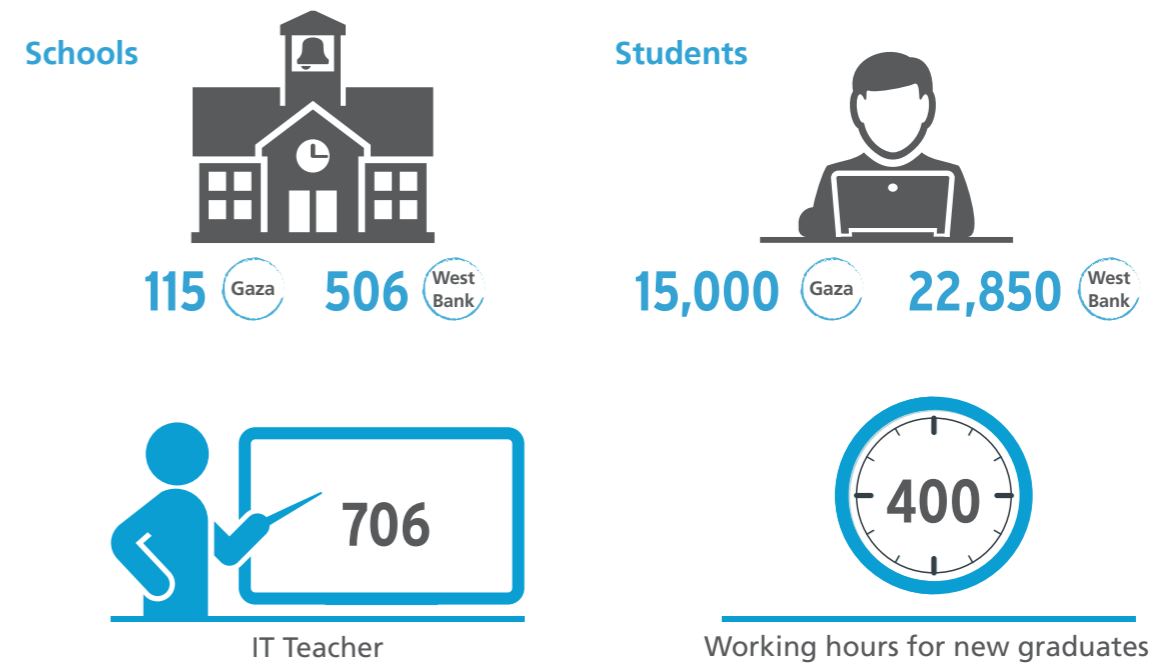 Schools
115 Gaza 506 West Bank
Students
15,000 Gaza 22,850 West Bank
706
IT Teacher
400
Working hours for new graduates